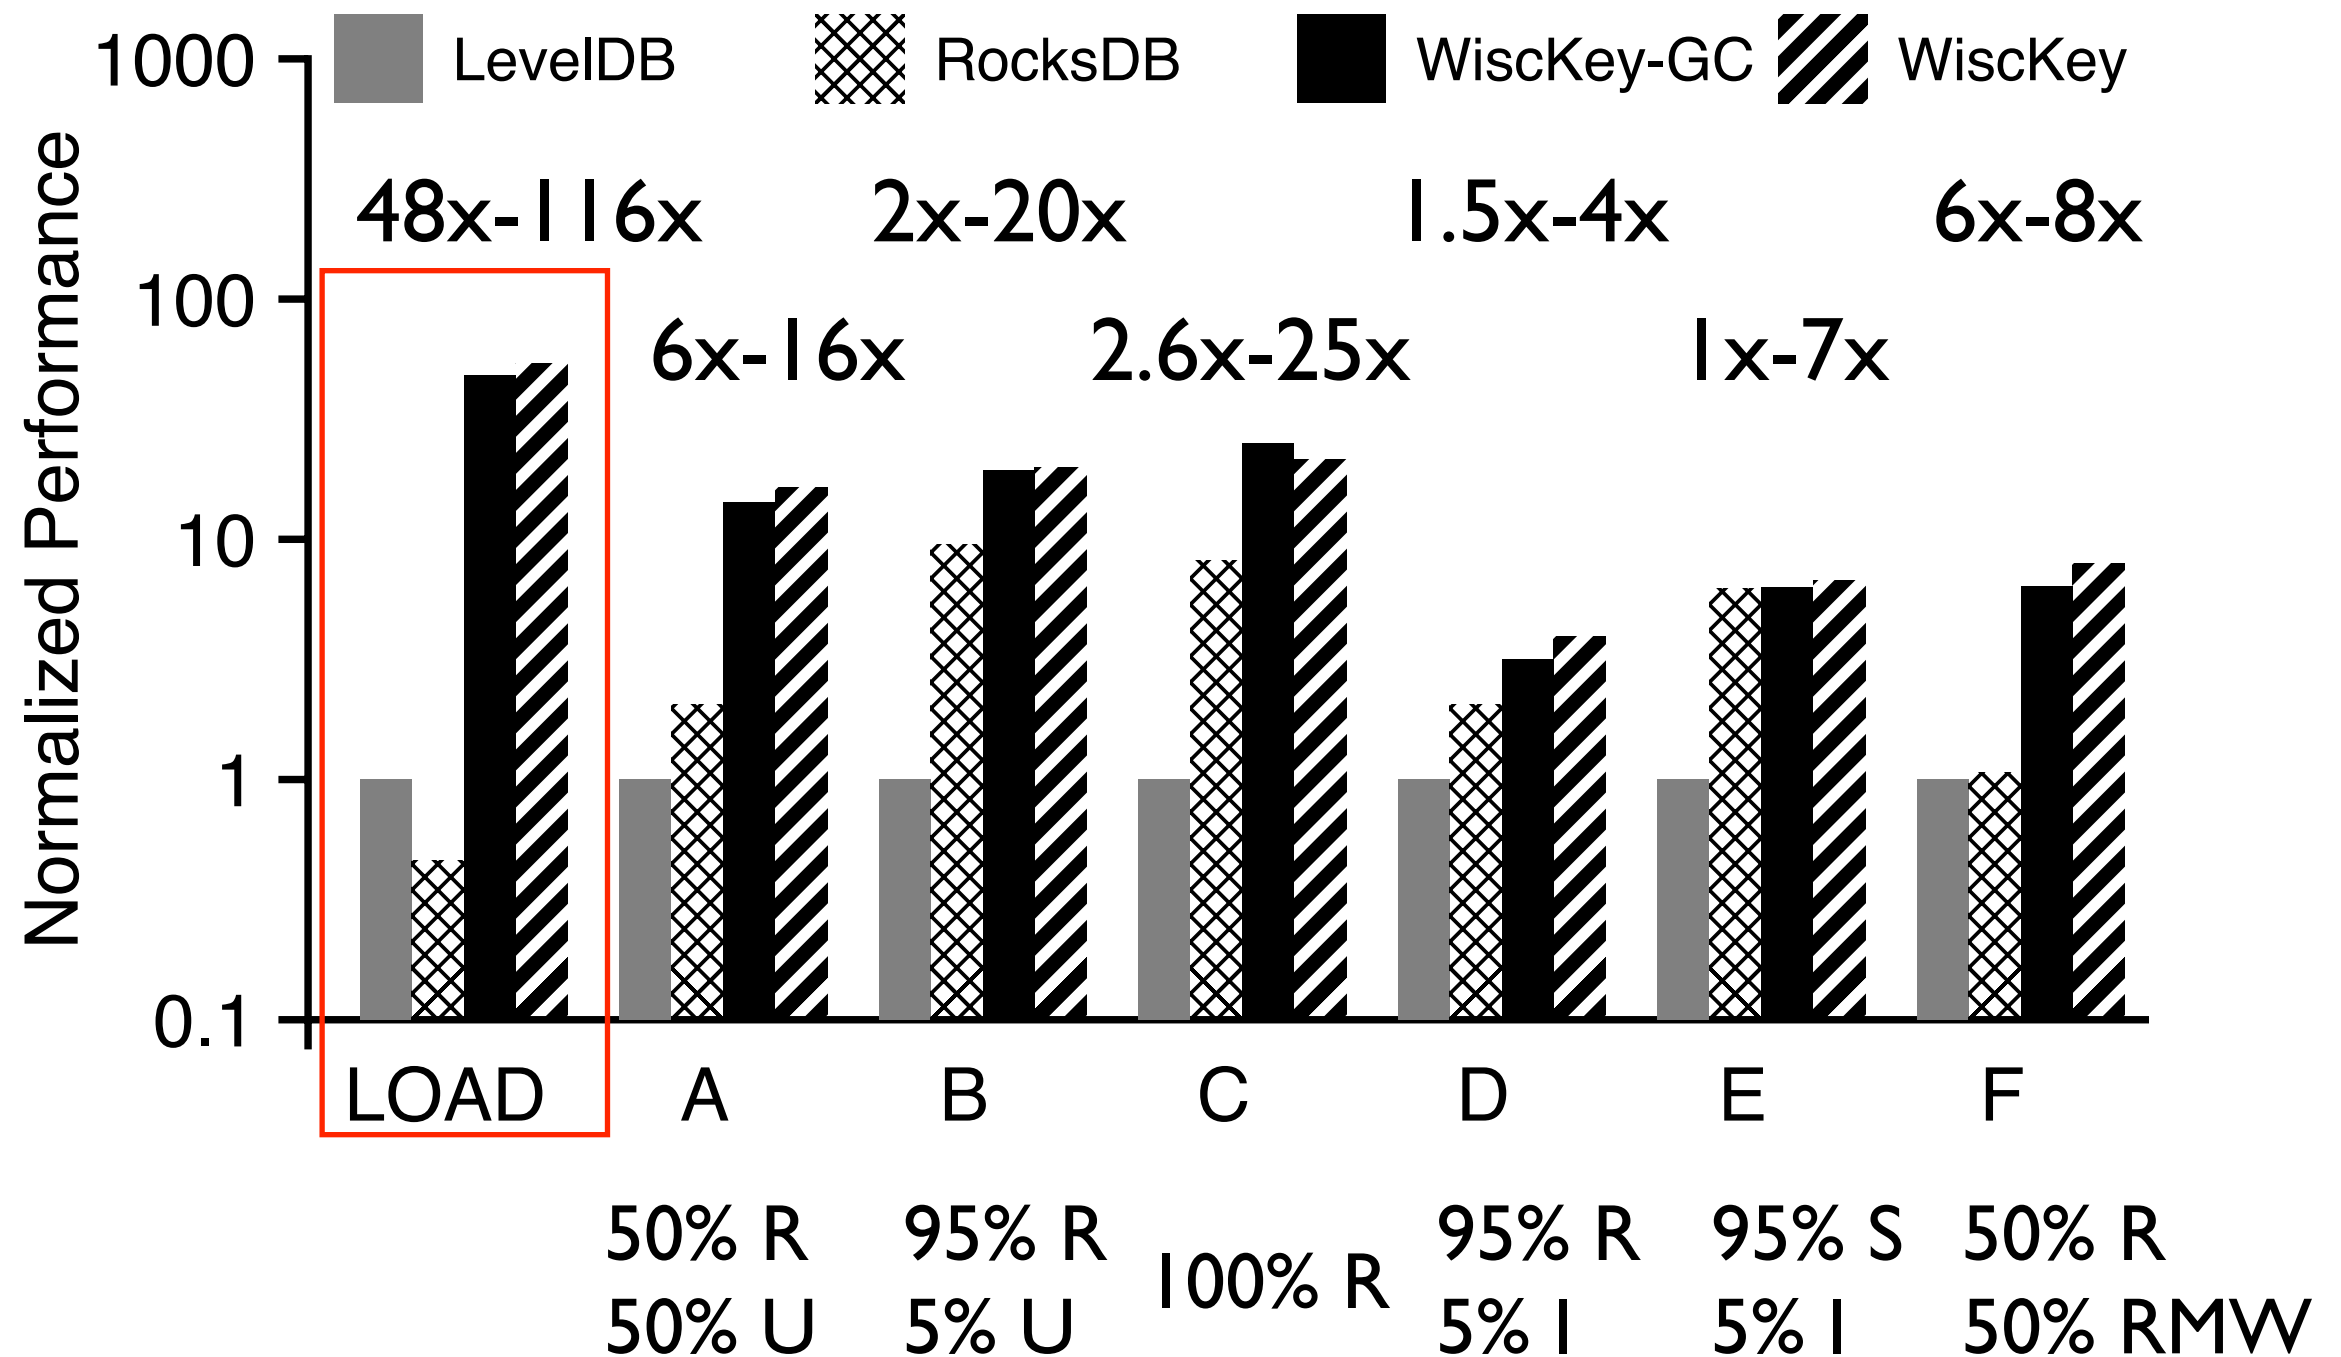 LevelDB RocksDB WiscKey-GC WiscKey
Normalized Performance
1000
100
10
1
0.1
48x-116x 2x-20x 1.5x-4x 6x-8x
6x-16x 2.6x-25x 1x-7x
LOAD A B C D E F
50% R 95% R 95% R 95% S 50% R
100% R
50% U 5% U 5% I 5% I 50% RMW